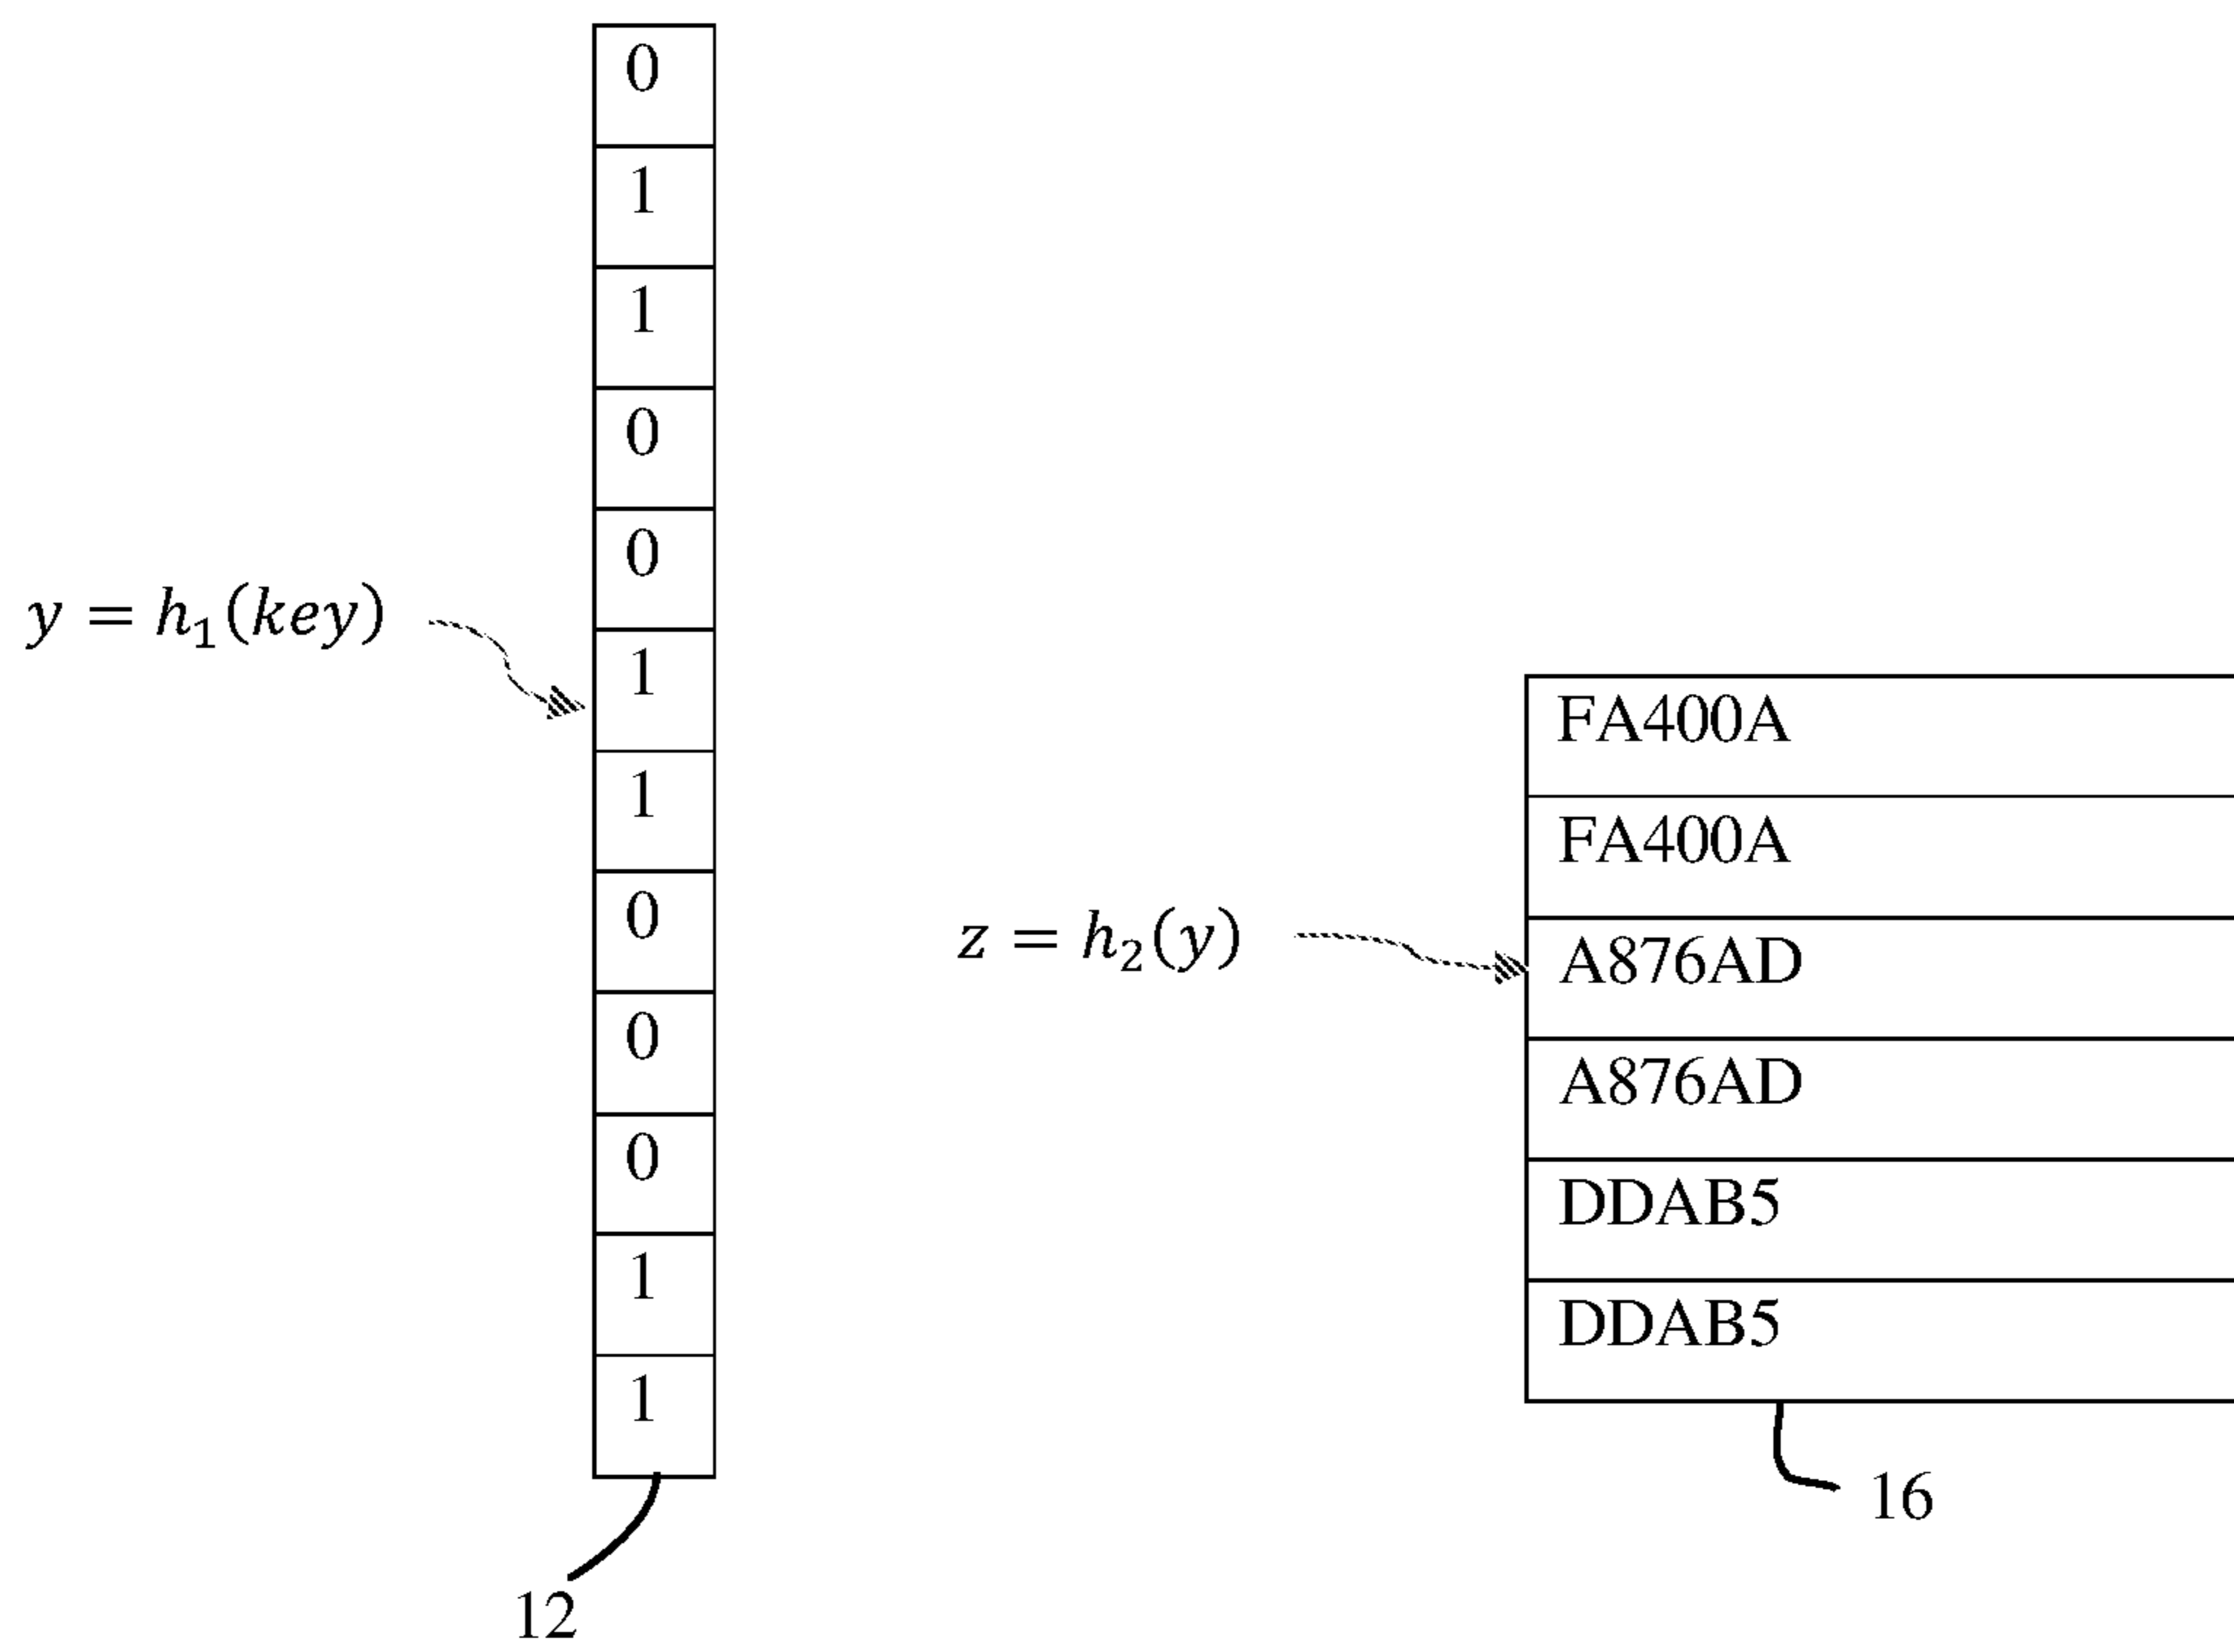 0
1
1
0
0
1
1
0
0
0
1
1
y = h₁(key)
12
z = h₂(y)
FA400A
FA400A
A876AD
A876AD
DDAB5
DDAB5
16